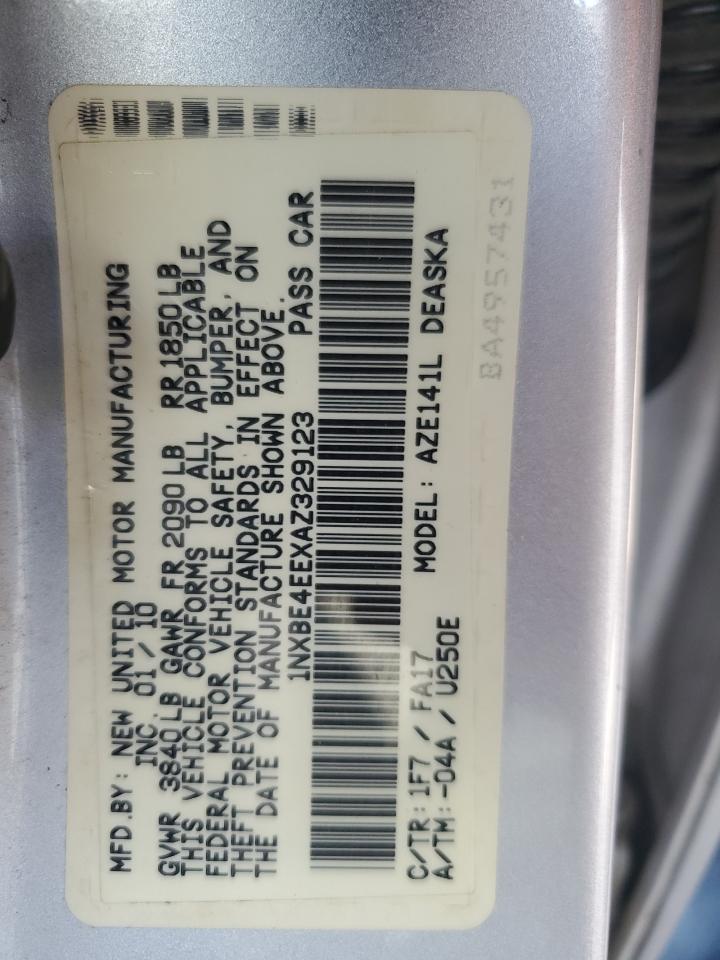 MFD.BY: NEW UNITED MOTOR MANUFACTURING
INC. 01 / 10
GVWR 3840 LB GAWR FR 2090 LB RR 1850 LB
THIS VEHICLE CONFORMS TO ALL APPLICABLE
FEDERAL MOTOR VEHICLE SAFETY, BUMPER, AND
THEFT PREVENTION STANDARDS IN EFFECT ON
THE DATE OF MANUFACTURE SHOWN ABOVE.
1NXBE4EEXAZ329123 PASS CAR
C/TR: 1F7 / FA17 MODEL: AZE141L DEASKA
A/TM: -04A / U250E
BA4957431